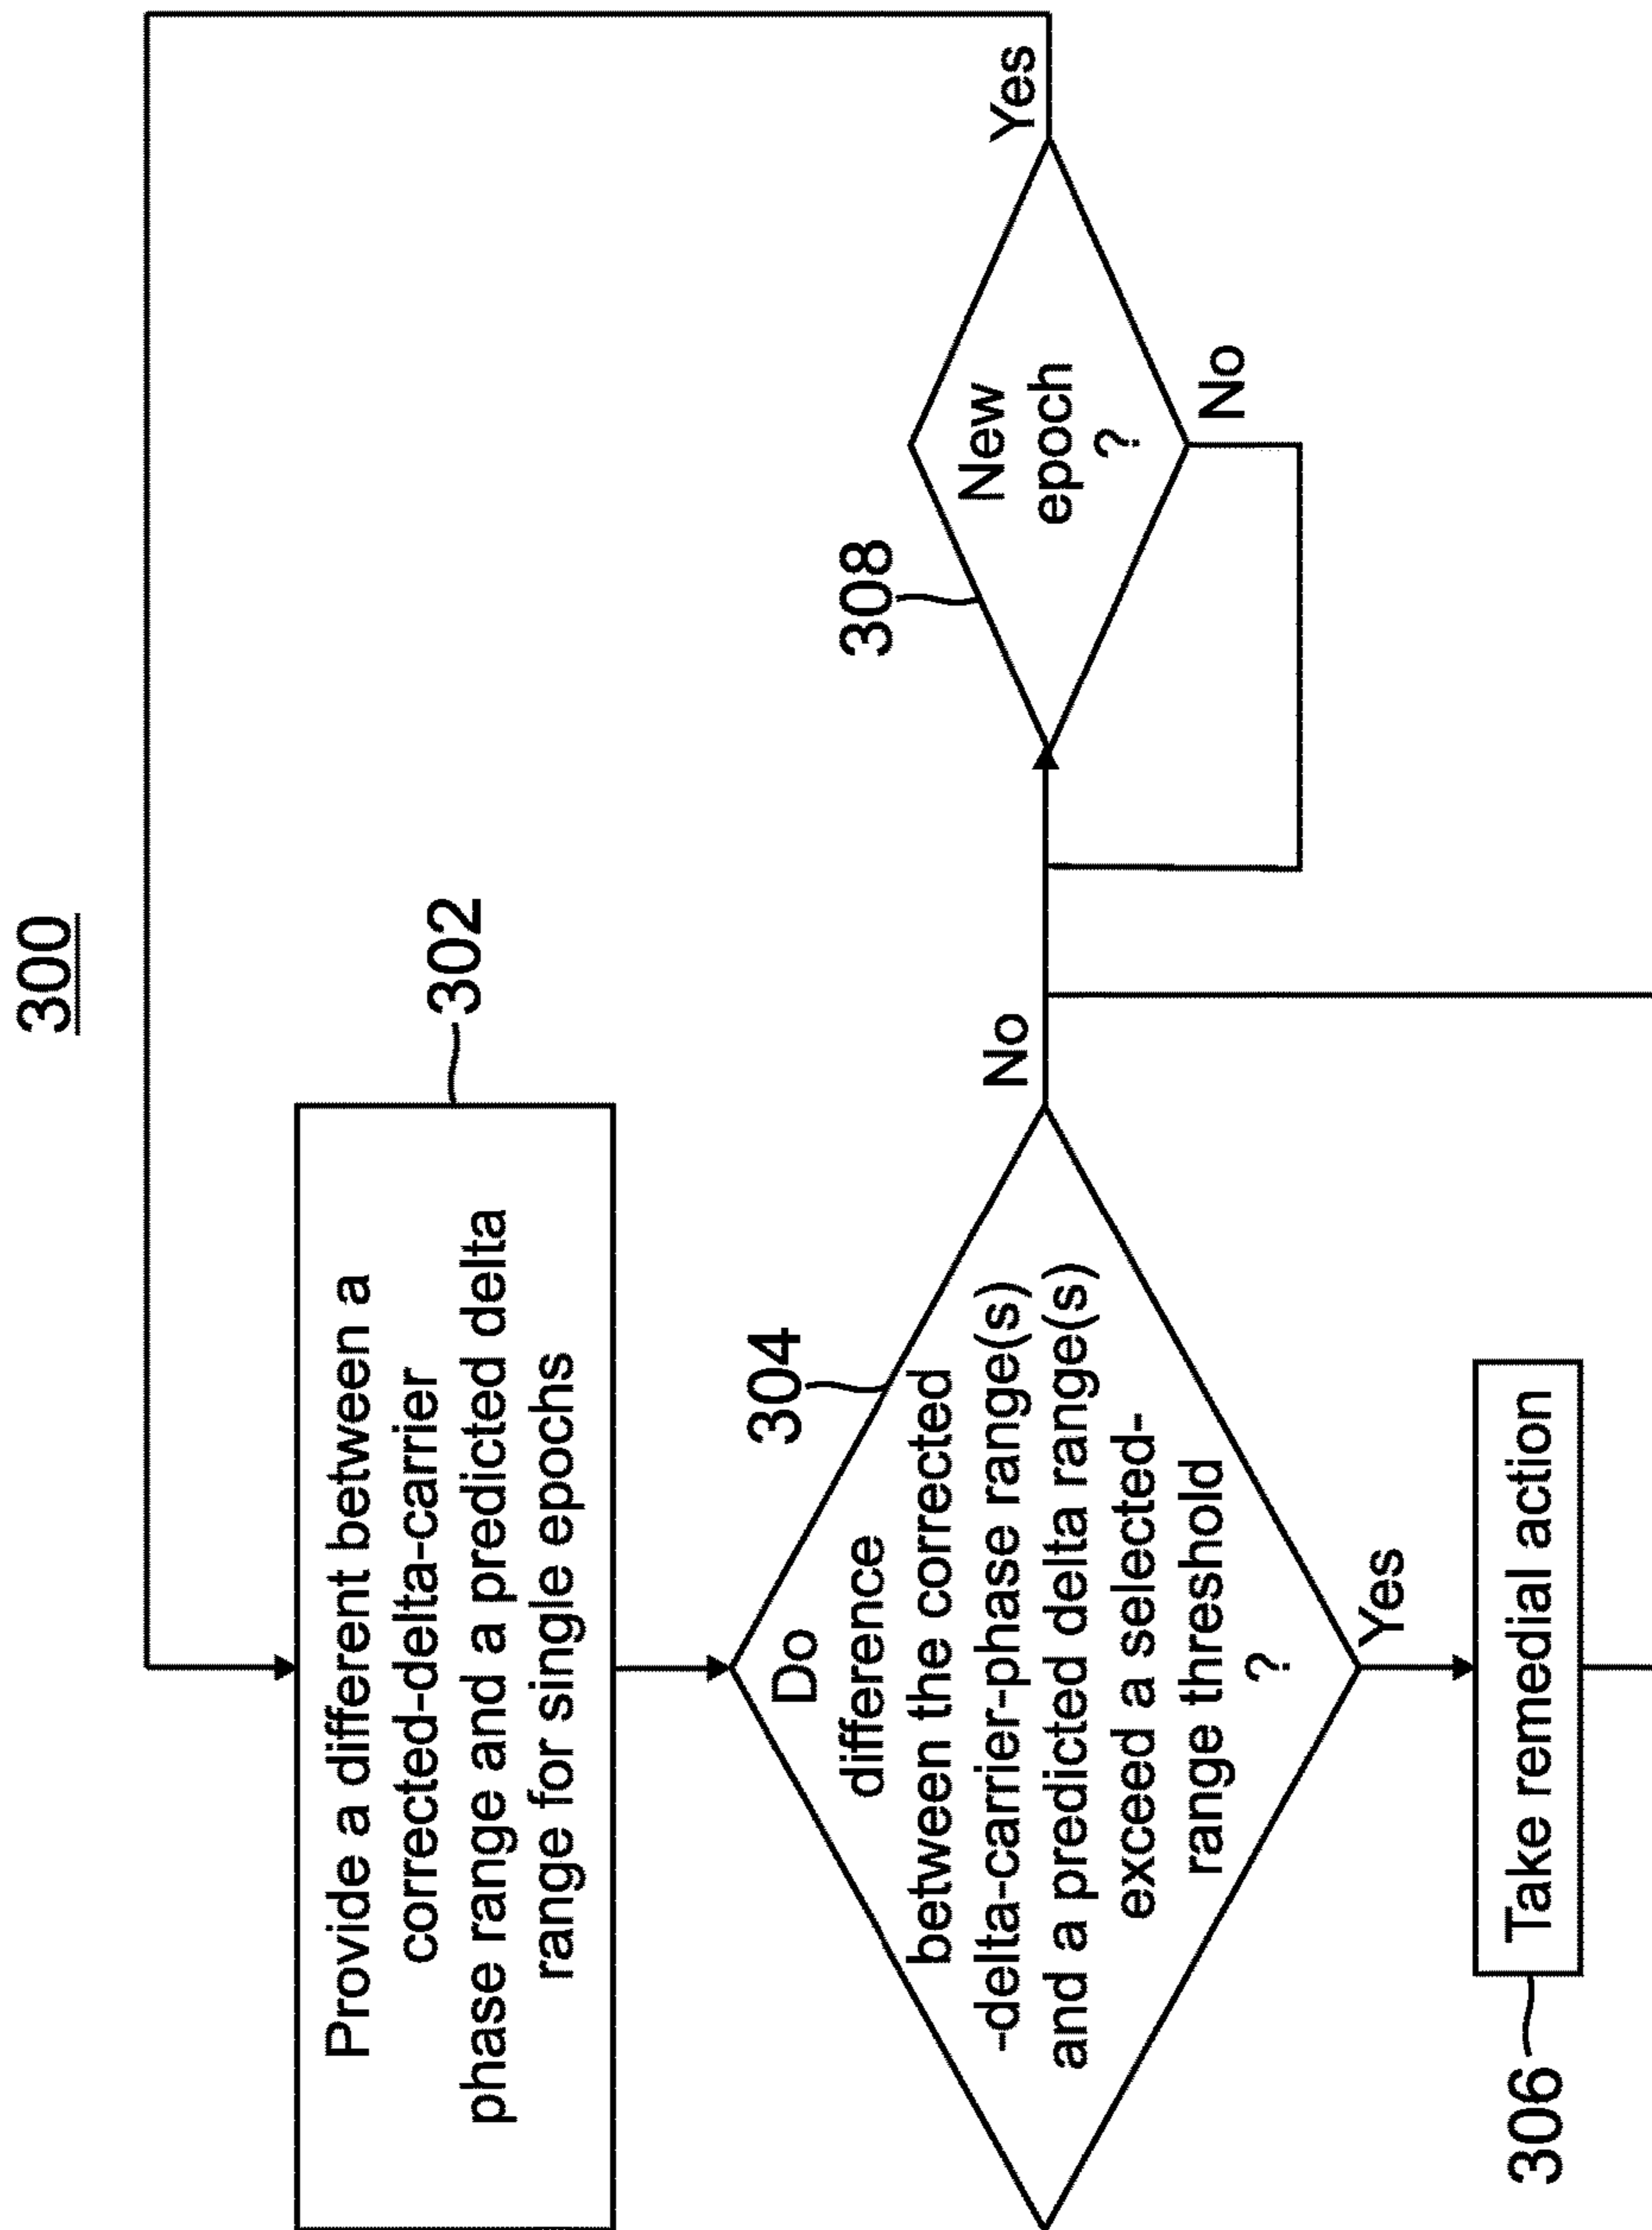 300
302
Provide a different between a
corrected-delta-carrier
phase range and a predicted delta
range for single epochs
304
Do
difference
between the corrected
-delta-carrier-phase range(s)
and a predicted delta range(s)
exceed a selected-
range threshold
?
No
Yes
306
Take remedial action
308
New
epoch
?
Yes
No